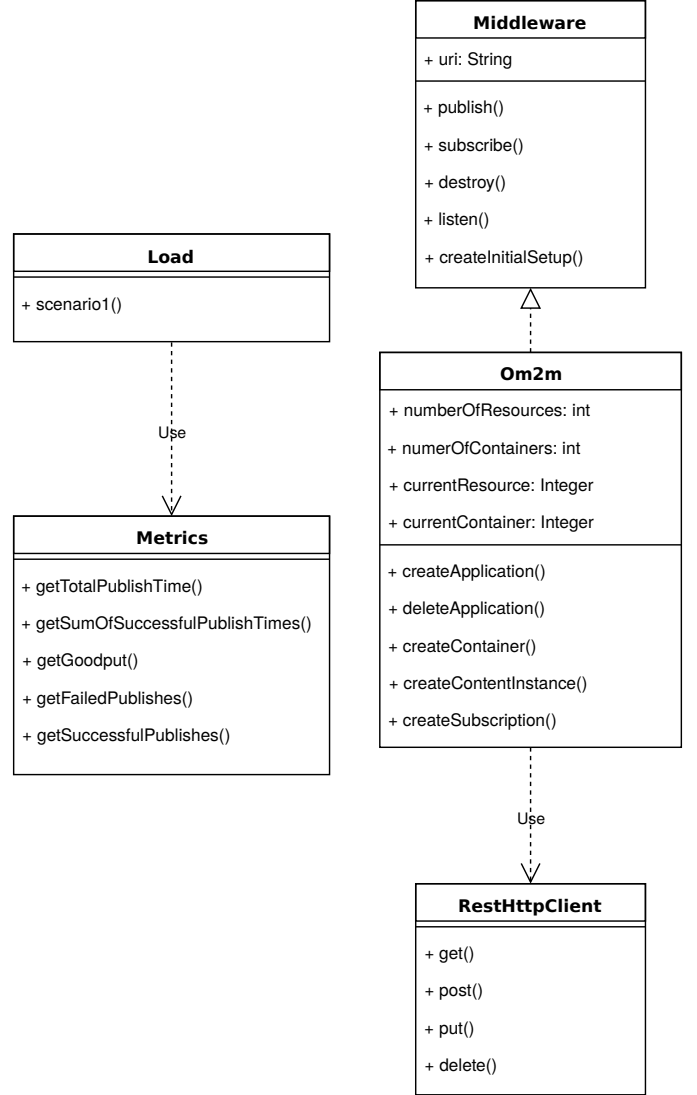 Middleware
+ uri: String
+ publish()
+ subscribe()
+ destroy()
+ listen()
+ createInitialSetup()
Load
+ scenario1()
Use
Metrics
+ getTotalPublishTime()
+ getSumOfSuccessfulPublishTimes()
+ getGoodput()
+ getFailedPublishes()
+ getSuccessfulPublishes()
Om2m
+ numberOfResources: int
+ numerOfContainers: int
+ currentResource: Integer
+ currentContainer: Integer
+ createApplication()
+ deleteApplication()
+ createContainer()
+ createContentInstance()
+ createSubscription()
Use
RestHttpClient
+ get()
+ post()
+ put()
+ delete()